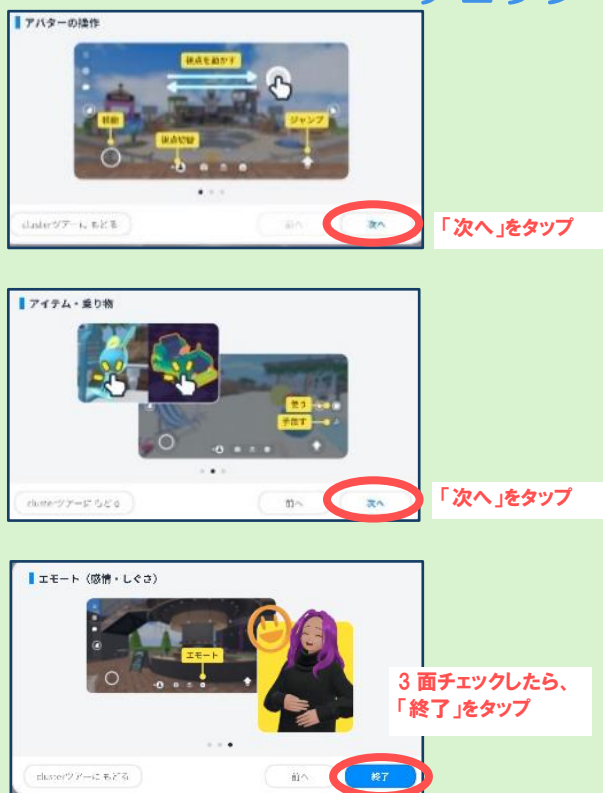 チェック
アバターの操作
視点を動かす
移動
ジャンプ
視点切替
clusterツアーにもどる
前へ
次へ
「次へ」をタップ
アイテム・乗り物
使う
手放す
clusterツアーにもどる
前へ
次へ
「次へ」をタップ
エモート（感情・しぐさ）
エモート
3面チェックしたら、
「終了」をタップ
clusterツアーにもどる
前へ
終了